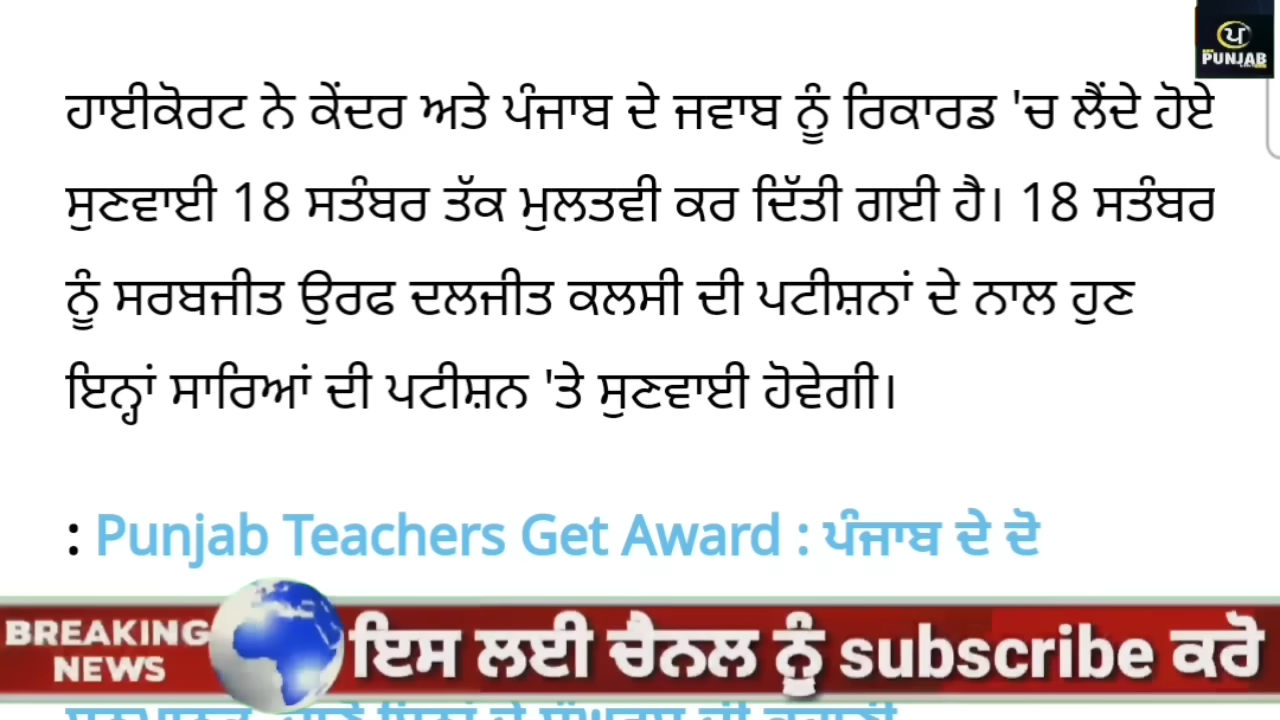 ਪ
PUNJAB
ਹਾਈਕੋਰਟ ਨੇ ਕੇਂਦਰ ਅਤੇ ਪੰਜਾਬ ਦੇ ਜਵਾਬ ਨੂੰ ਰਿਕਾਰਡ 'ਚ ਲੈਂਦੇ ਹੋਏ
ਸੁਣਵਾਈ 18 ਸਤੰਬਰ ਤੱਕ ਮੁਲਤਵੀ ਕਰ ਦਿੱਤੀ ਗਈ ਹੈ। 18 ਸਤੰਬਰ
ਨੂੰ ਸਰਬਜੀਤ ਉਰਫ ਦਲਜੀਤ ਕਲਸੀ ਦੀ ਪਟੀਸ਼ਨਾਂ ਦੇ ਨਾਲ ਹੁਣ
ਇਨ੍ਹਾਂ ਸਾਰਿਆਂ ਦੀ ਪਟੀਸ਼ਨ 'ਤੇ ਸੁਣਵਾਈ ਹੋਵੇਗੀ।
: Punjab Teachers Get Award : ਪੰਜਾਬ ਦੇ ਦੋ
BREAKING
NEWS
ਇਸ ਲਈ ਚੈਨਲ ਨੂੰ subscribe ਕਰੋ